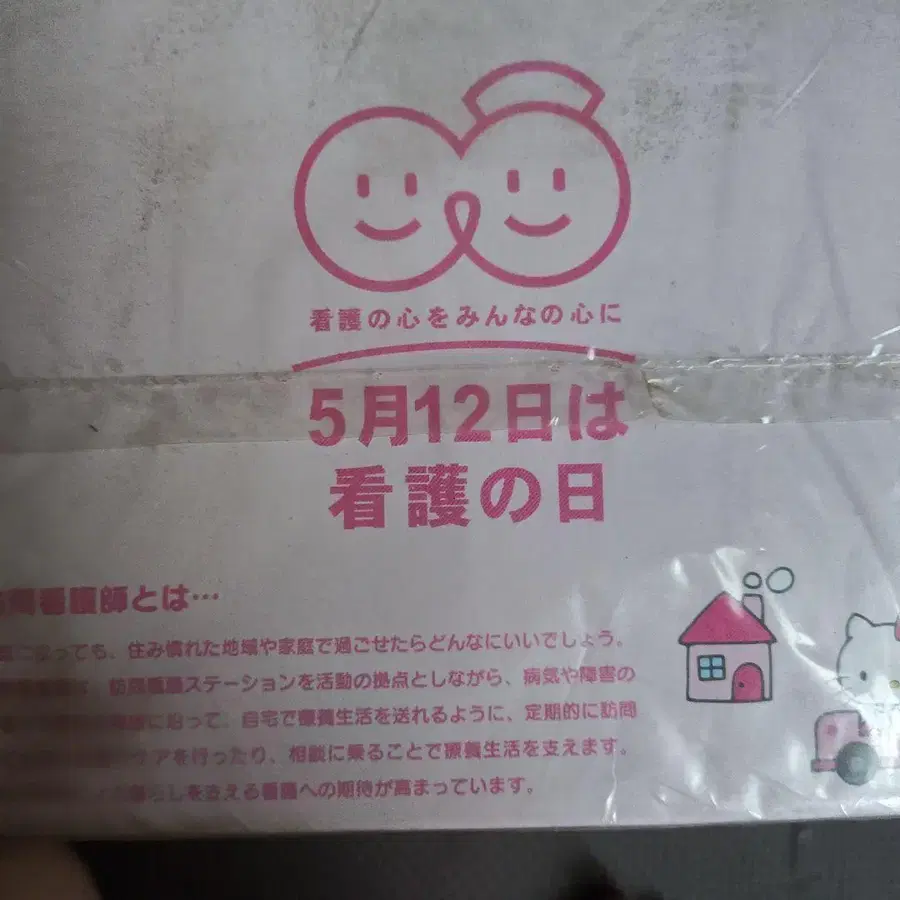 看護の心をみんなの心に
5月12日は
看護の日
問看護師とは…
ても、住み慣れた地域や家庭で過ごせたらどんなにいいでしょう。
訪問看護ステーションを活動の拠点としながら、病気や障害の
に沿って、自宅で療養生活を送れるように、定期的に訪問
ケアを行ったり、相談に乗ることで療養生活を支えます。
暮らしを支える看護への期待が高まっています。